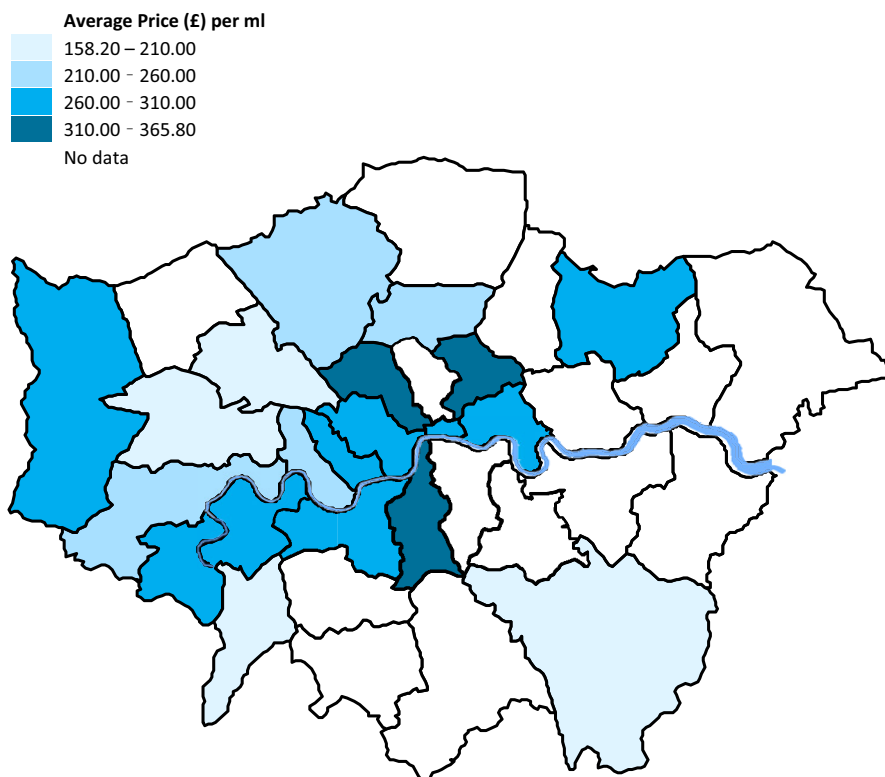 Average Price (£) per ml
158.20 – 210.00
210.00 - 260.00
260.00 - 310.00
310.00 - 365.80
No data